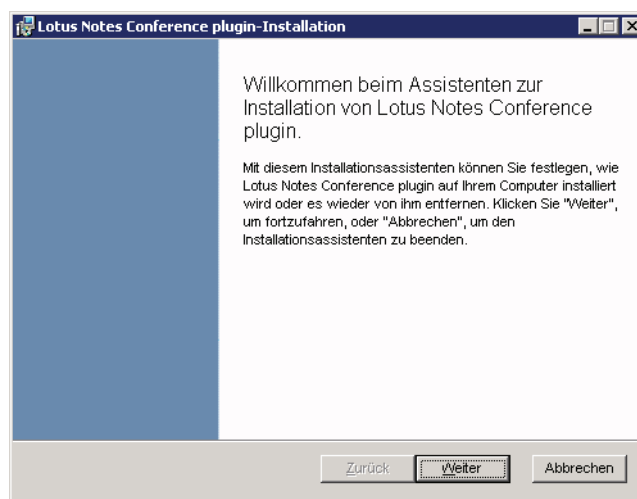 Lotus Notes Conference plugin-Installation
Willkommen beim Assistenten zur
Installation von Lotus Notes Conference
plugin.
Mit diesem Installationsassistenten können Sie festlegen, wie
Lotus Notes Conference plugin auf Ihrem Computer installiert
wird oder es wieder von ihm entfernen. Klicken Sie "Weiter",
um fortzufahren, oder "Abbrechen", um den
Installationsassistenten zu beenden.
Zurück Weiter Abbrechen